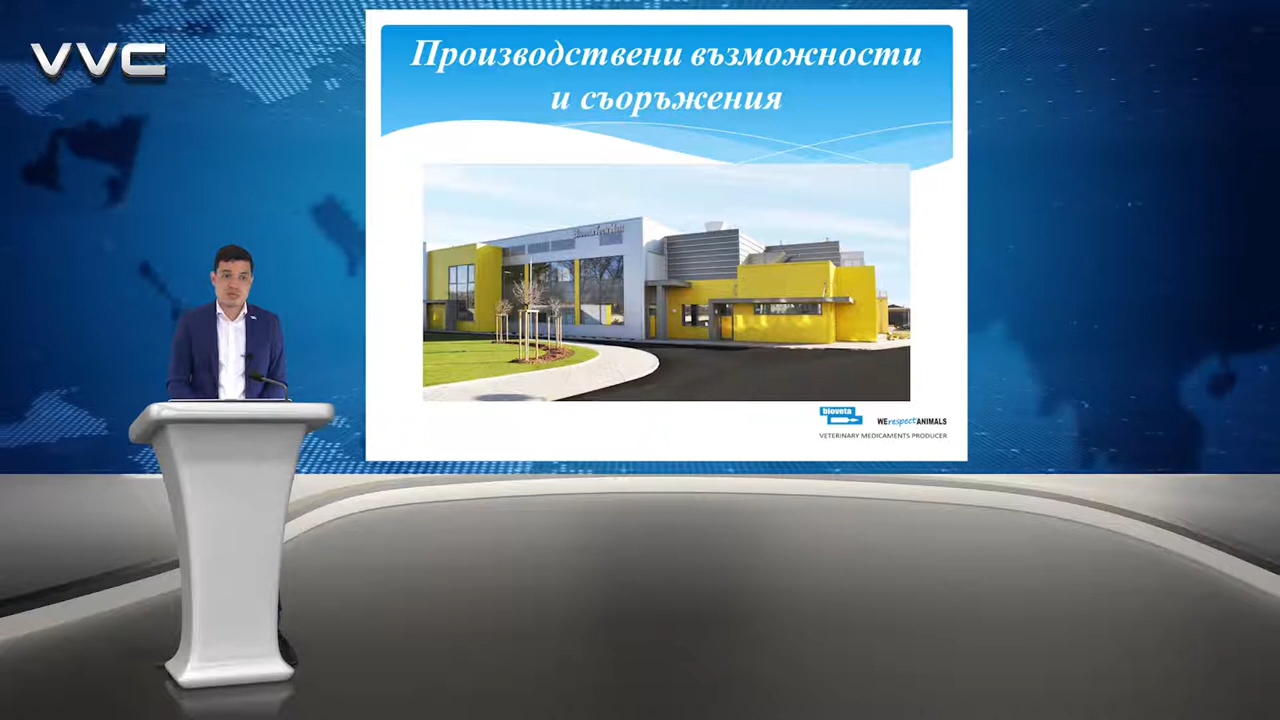 VVC
Производствени възможности
и съоръжения
bioveta
WE respect ANIMALS
VETERINARY MEDICAMENTS PRODUCER